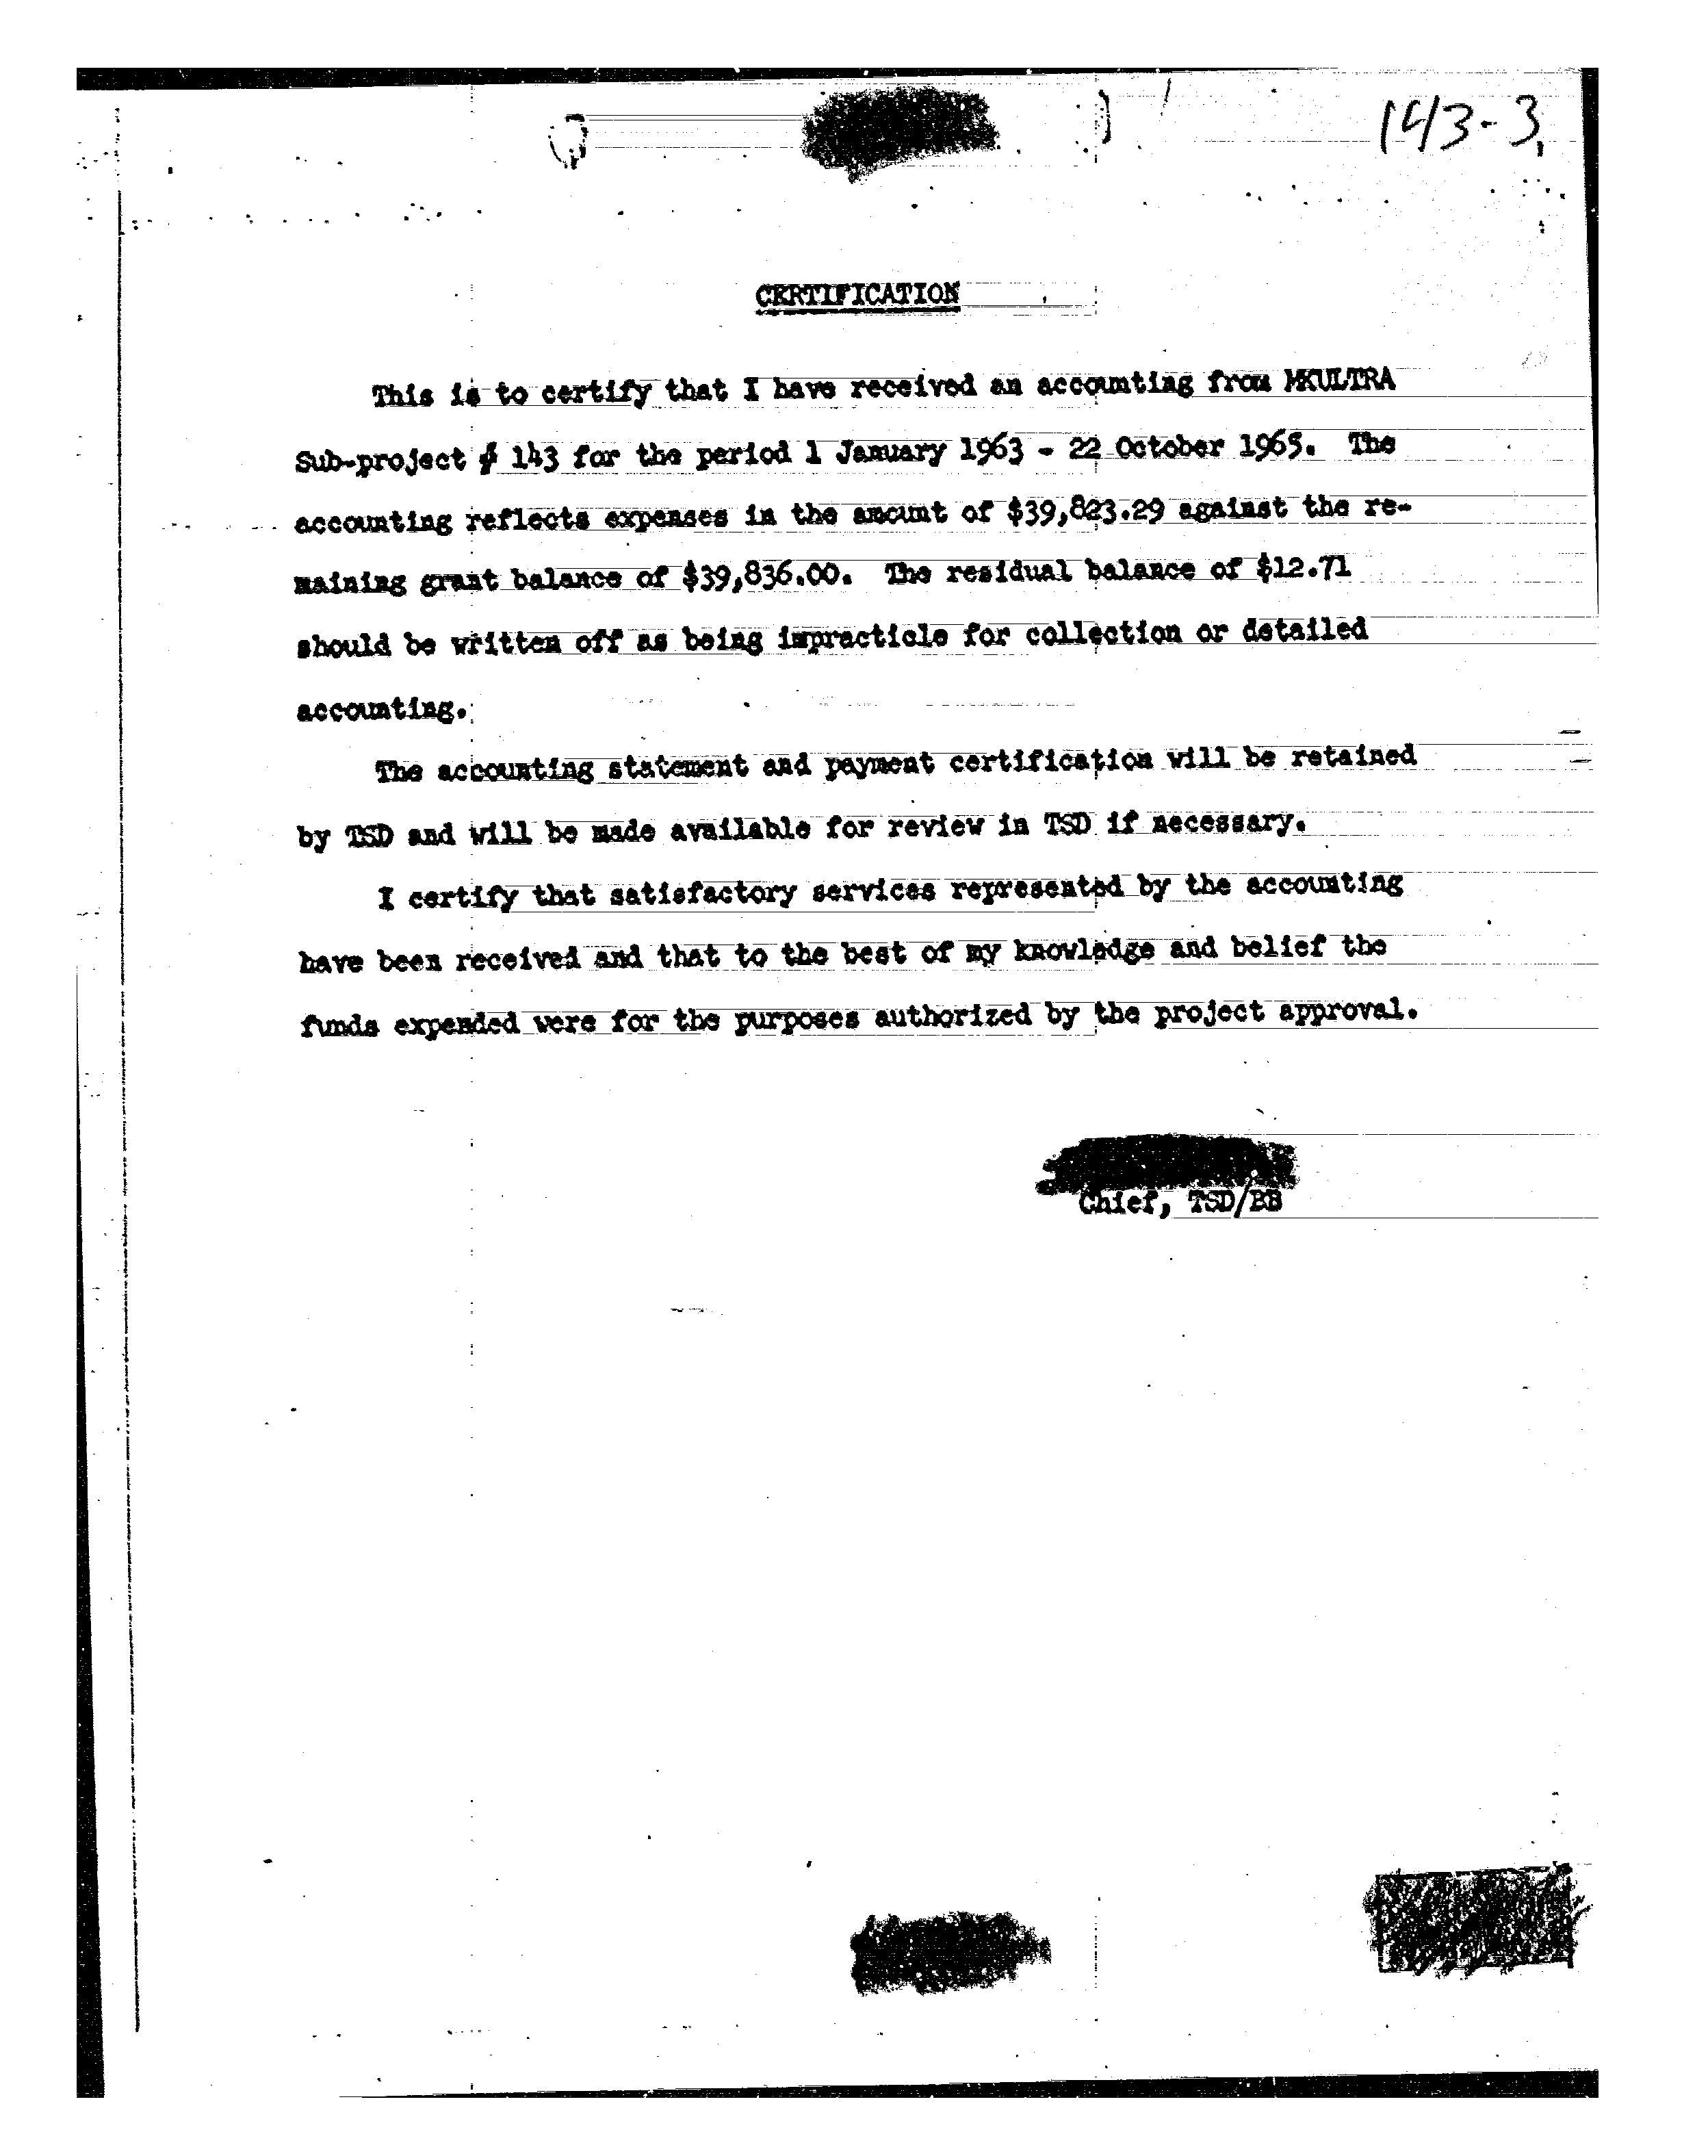 143-3
CERTIFICATION
This is to certify that I have received an accounting from MKULTRA
Sub-project # 143 for the period 1 January 1963 - 22 October 1965. The
accounting reflects expenses in the amount of $39,823.29 against the re-
maining grant balance of $39,836.00. The residual balance of $12.71
should be written off as being impracticle for collection or detailed
accounting.
The accounting statement and payment certification will be retained
by TSD and will be made available for review in TSD if necessary.
I certify that satisfactory services represented by the accounting
have been received and that to the best of my knowledge and belief the
funds expended were for the purposes authorized by the project approval.
Chief, TSD/BB